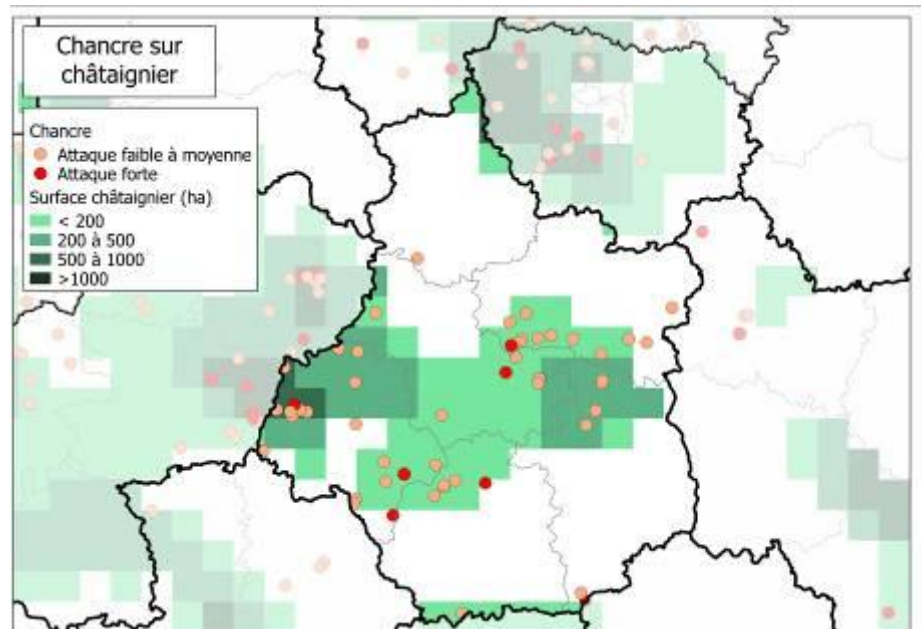 Chancre sur
châtaignier
Chancre
Attaque faible à moyenne
Attaque forte
Surface châtaignier (ha)
< 200
200 à 500
500 à 1000
>1000